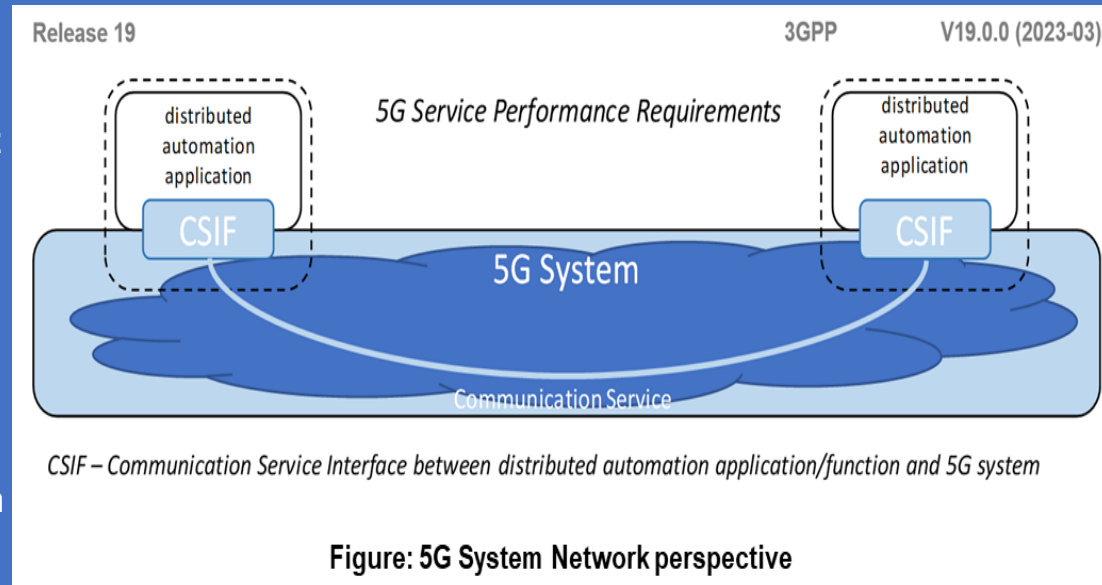 Release 19 3GPP V19.0.0 (2023-03)
5G Service Performance Requirements
distributed
automation
application
CSIF
distributed
automation
application
CSIF
5G System
Communication Service
CSIF – Communication Service Interface between distributed automation application/function and 5G system
Figure: 5G System Network perspective